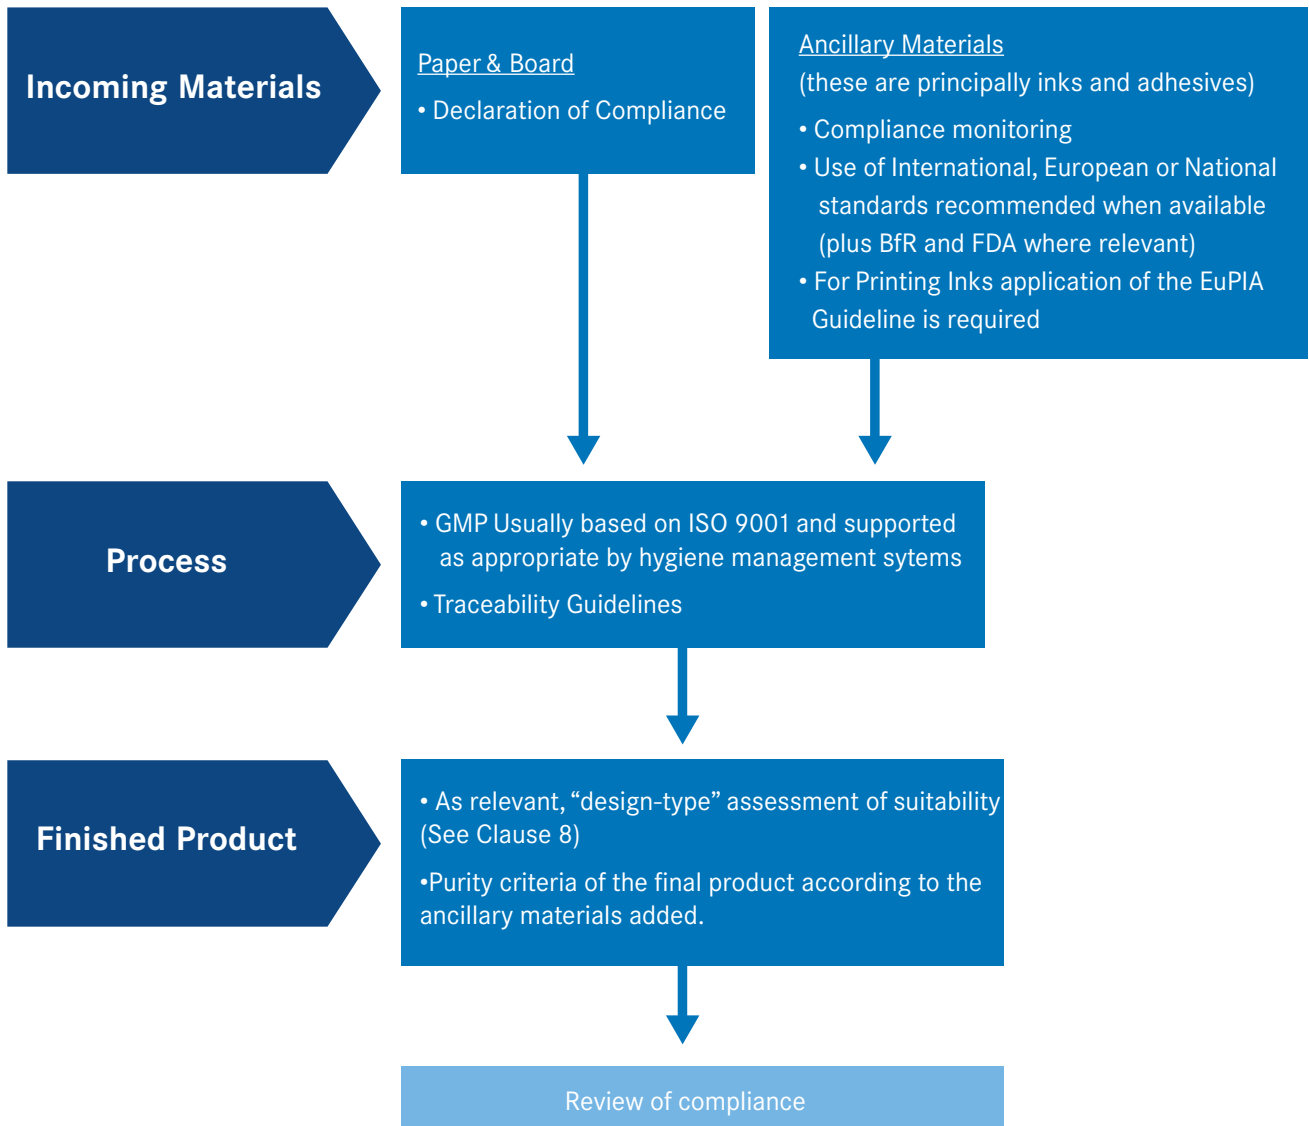 Incoming Materials
Paper & Board
• Declaration of Compliance
Ancillary Materials
(these are principally inks and adhesives)
• Compliance monitoring
• Use of International, European or National
standards recommended when available
(plus BfR and FDA where relevant)
• For Printing Inks application of the EuPIA
Guideline is required
Process
• GMP Usually based on ISO 9001 and supported
as appropriate by hygiene management sytems
• Traceability Guidelines
Finished Product
• As relevant, “design-type” assessment of suitability
(See Clause 8)
•Purity criteria of the final product according to the
ancillary materials added.
Review of compliance